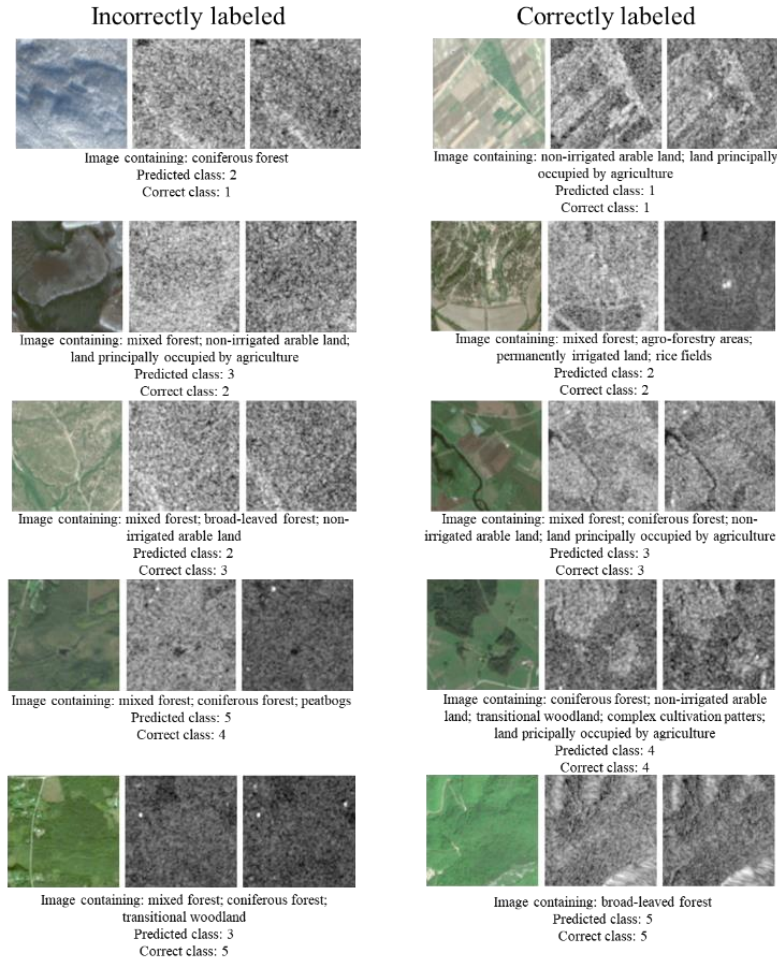 Incorrectly labeled
Correctly labeled
Image containing: coniferous forest
Predicted class: 2
Correct class: 1
Image containing: non-irrigated arable land; land principally
occupied by agriculture
Predicted class: 1
Correct class: 1
Image containing: mixed forest; non-irrigated arable land;
land principally occupied by agriculture
Predicted class: 3
Correct class: 2
Image containing: mixed forest; agro-forestry areas;
permanently irrigated land; rice fields
Predicted class: 2
Correct class: 2
Image containing: mixed forest; broad-leaved forest; non-
irrigated arable land
Predicted class: 2
Correct class: 3
Image containing: mixed forest; coniferous forest; non-
irrigated arable land; land principally occupied by agriculture
Predicted class: 3
Correct class: 3
Image containing: mixed forest; coniferous forest; peatbogs
Predicted class: 5
Correct class: 4
Image containing: coniferous forest; non-irrigated arable
land; transitional woodland; complex cultivation patters;
land pricipally occupied by agriculture
Predicted class: 4
Correct class: 4
Image containing: mixed forest; coniferous forest;
transitional woodland
Predicted class: 3
Correct class: 5
Image containing: broad-leaved forest
Predicted class: 5
Correct class: 5